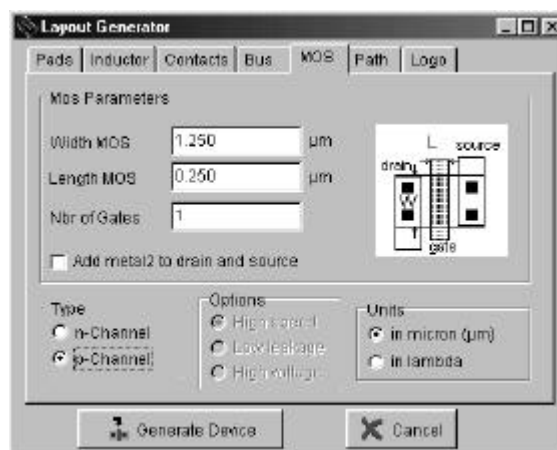 Layout Generator
Pads Inductor Contacts Bus MOS Path Logo
Mos Parameters
Width MOS 1.250 µm
Length MOS 0.250 µm
Nbr of Gates 1
Add metal2 to drain and source
L source
drain
W
gate
Type
n-Channel
p-Channel
Options
High speed
Low leakage
High voltage
Units
in micron (µm)
in lambda
Generate Device Cancel